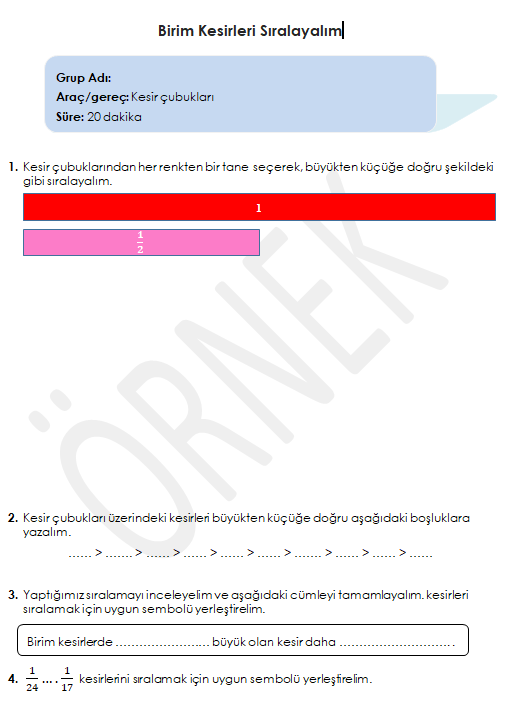 Birim Kesirleri Sıralayalım
Grup Adı:
Araç/gereç: Kesir çubukları
Süre: 20 dakika
1. Kesir çubuklarından her renkten bir tane seçerek, büyükten küçüğe doğru şekildeki
gibi sıralayalım.
1
1/2
ÖRNEK
2. Kesir çubukları üzerindeki kesirleri büyükten küçüğe doğru aşağıdaki boşluklara
yazalım.
...... > ....... > ...... > ...... > ...... > ...... > ....... > ...... > ...... > ......
3. Yaptığımız sıralamayı inceleyelim ve aşağıdaki cümleyi tamamlayalım. kesirleri
sıralamak için uygun sembolü yerleştirelim.
Birim kesirlerde ........................ büyük olan kesir daha .............................
4. 1/24 ... . 1/17 kesirlerini sıralamak için uygun sembolü yerleştirelim.